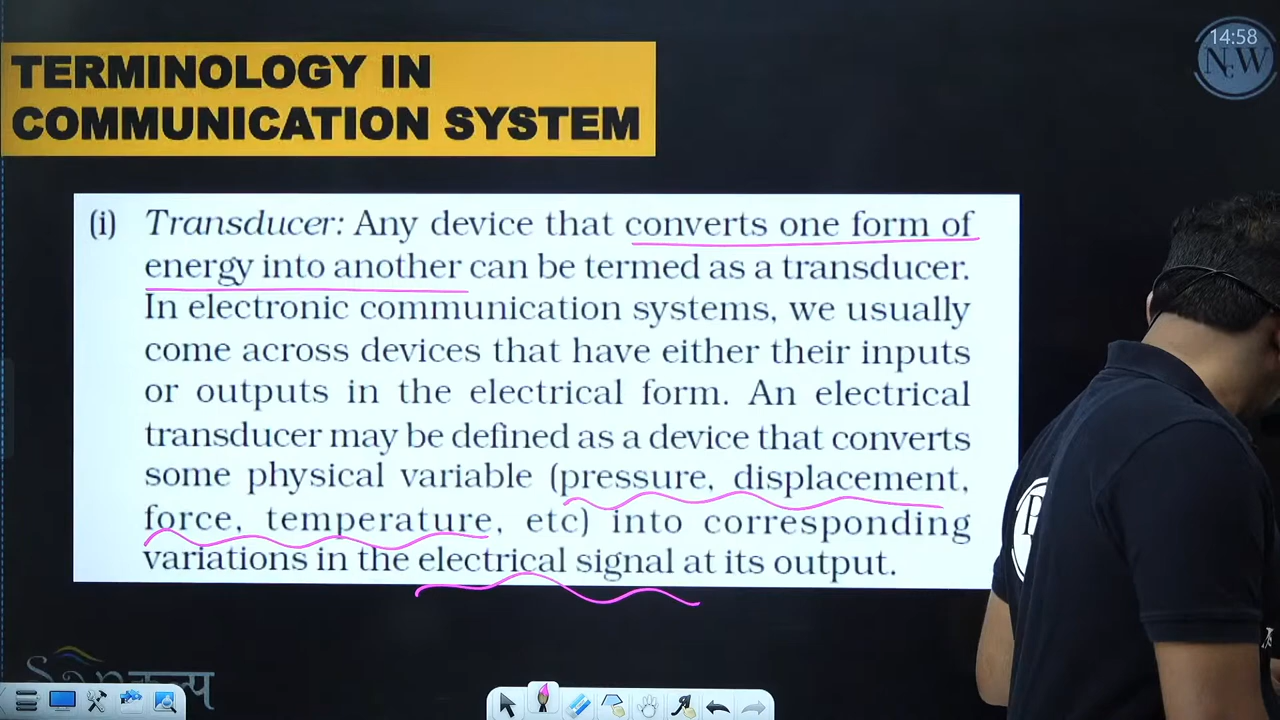 14:58
NcW
TERMINOLOGY IN
COMMUNICATION SYSTEM
(i) Transducer: Any device that converts one form of
energy into another can be termed as a transducer.
In electronic communication systems, we usually
come across devices that have either their inputs
or outputs in the electrical form. An electrical
transducer may be defined as a device that converts
some physical variable (pressure, displacement,
force, temperature, etc) into corresponding
variations in the electrical signal at its output.